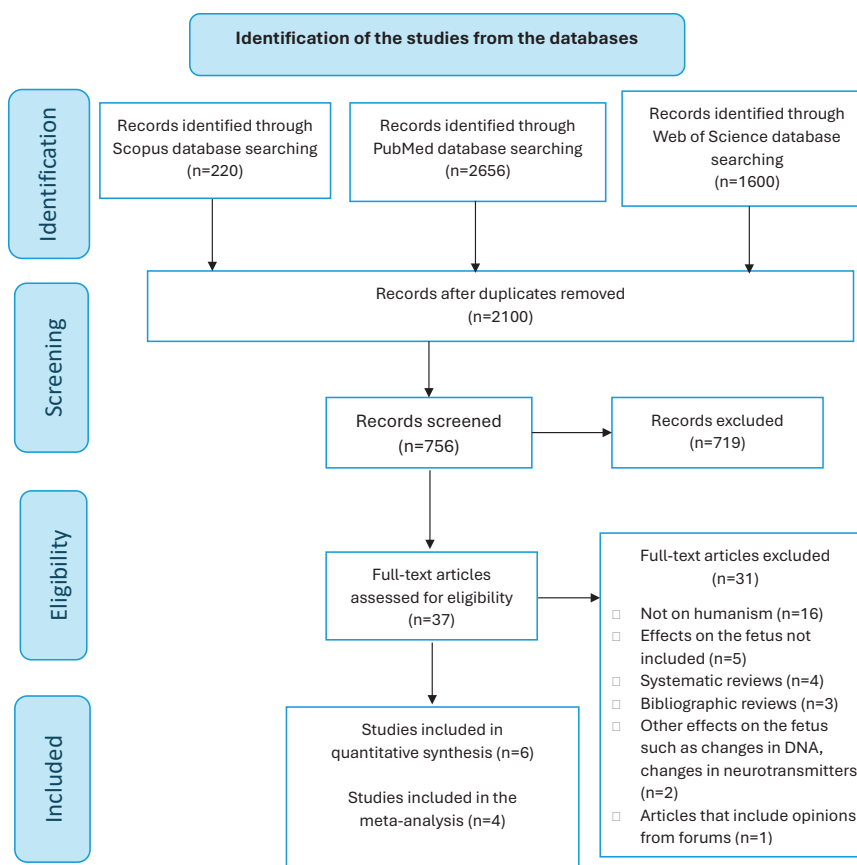 Identification of the studies from the databases
Identification
Records identified through
Scopus database searching
(n=220)
Records identified through
PubMed database searching
(n=2656)
Records identified through
Web of Science database
searching
(n=1600)
Screening
Records after duplicates removed
(n=2100)
Records screened
(n=756)
Records excluded
(n=719)
Eligibility
Full-text articles
assessed for eligibility
(n=37)
Full-text articles excluded
(n=31)
Not on humanism (n=16)
Effects on the fetus not
included (n=5)
Systematic reviews (n=4)
Bibliographic reviews (n=3)
Other effects on the fetus
such as changes in DNA,
changes in neurotransmitters
(n=2)
Articles that include opinions
from forums (n=1)
Included
Studies included in
quantitative synthesis (n=6)
Studies included in the
meta-analysis (n=4)